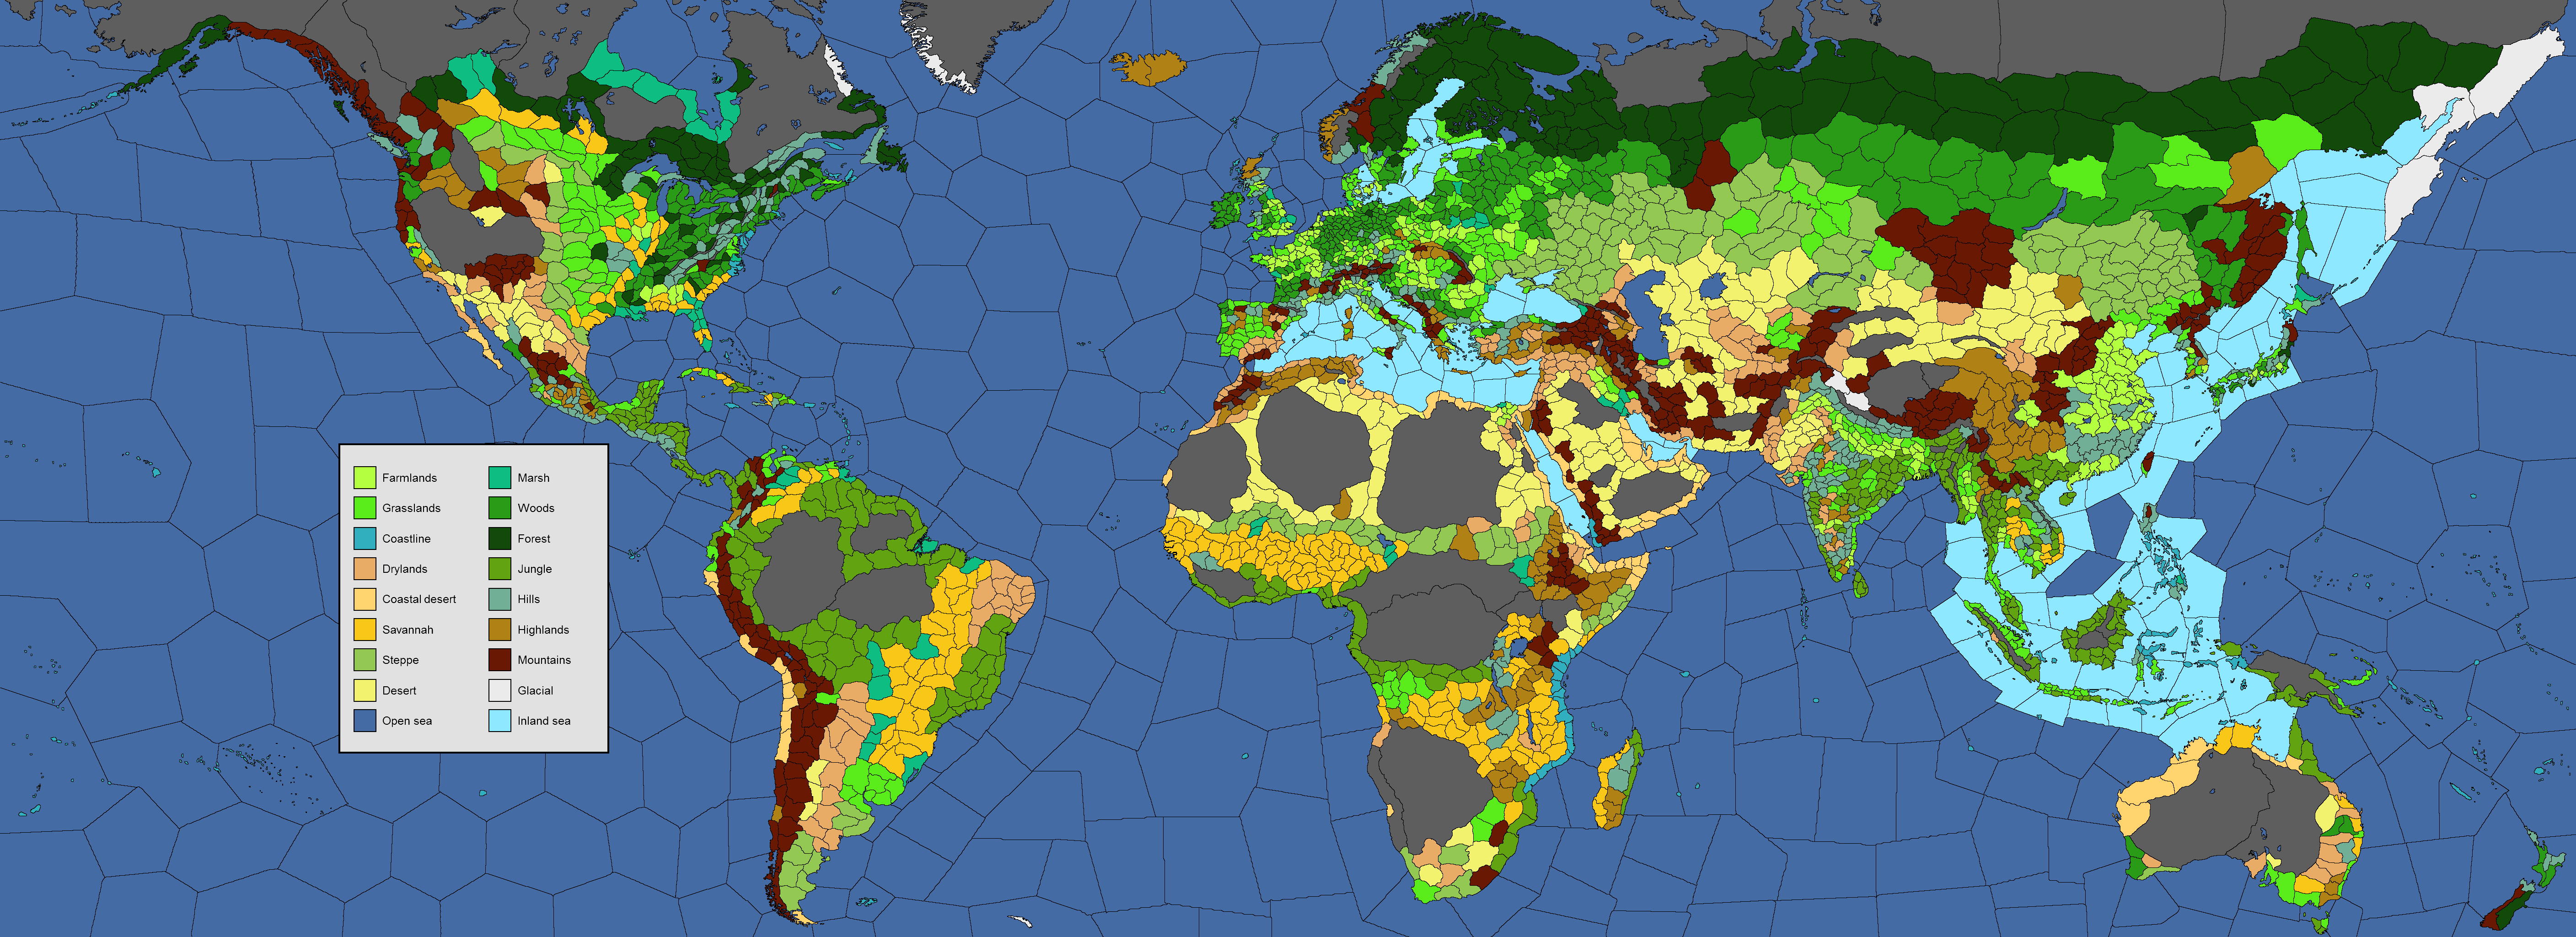 Farmlands Marsh
Grasslands Woods
Coastline Forest
Drylands Jungle
Coastal desert Hills
Savannah Highlands
Steppe Mountains
Desert Glacial
Open sea Inland sea